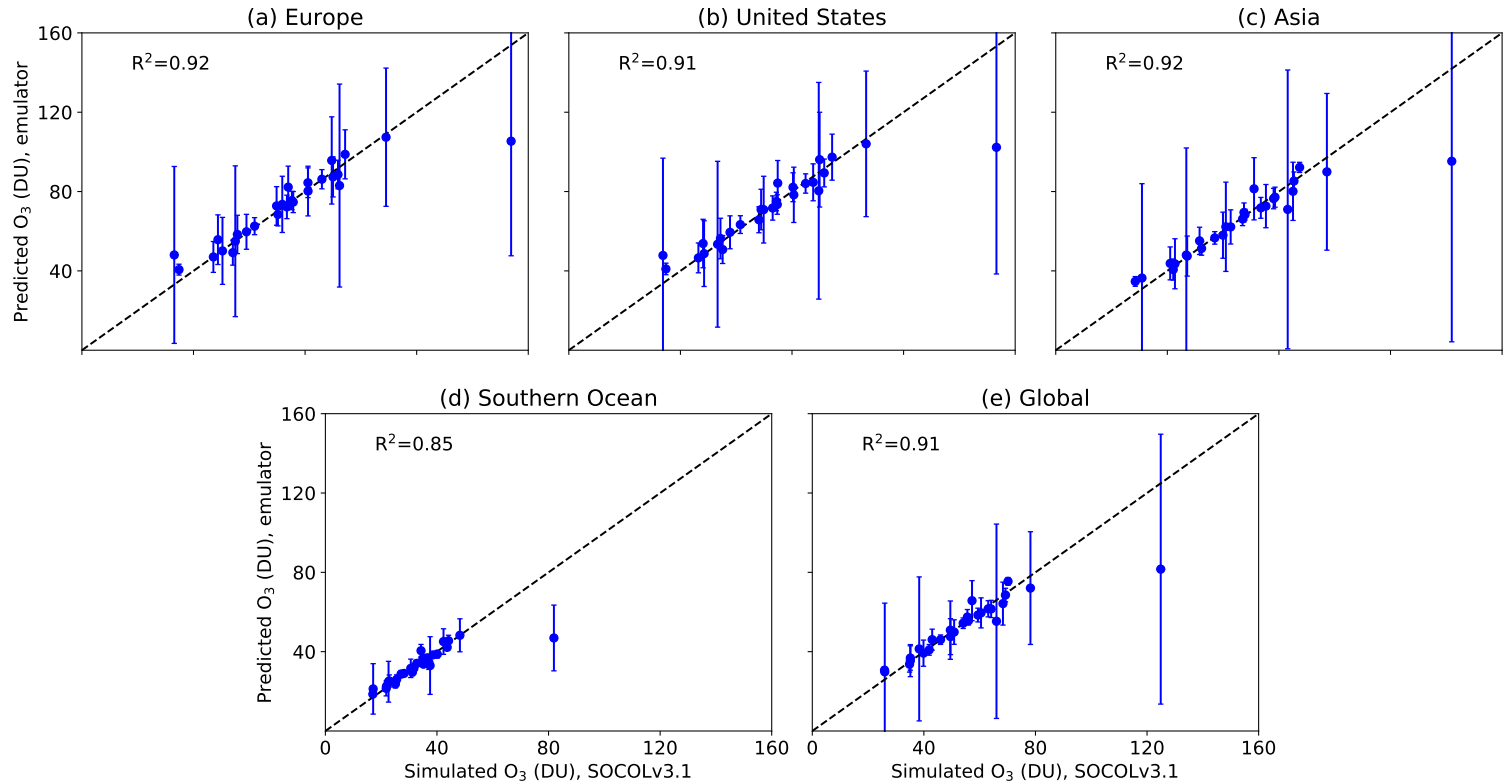 (a) Europe
(b) United States
(c) Asia
160
120
80
40
Predicted O3 (DU), emulator
R²=0.92
R²=0.91
R²=0.92
(d) Southern Ocean
(e) Global
160
120
80
40
Predicted O3 (DU), emulator
R²=0.85
R²=0.91
0 40 80 120 160
0 40 80 120 160
Simulated O3 (DU), SOCOLv3.1
Simulated O3 (DU), SOCOLv3.1